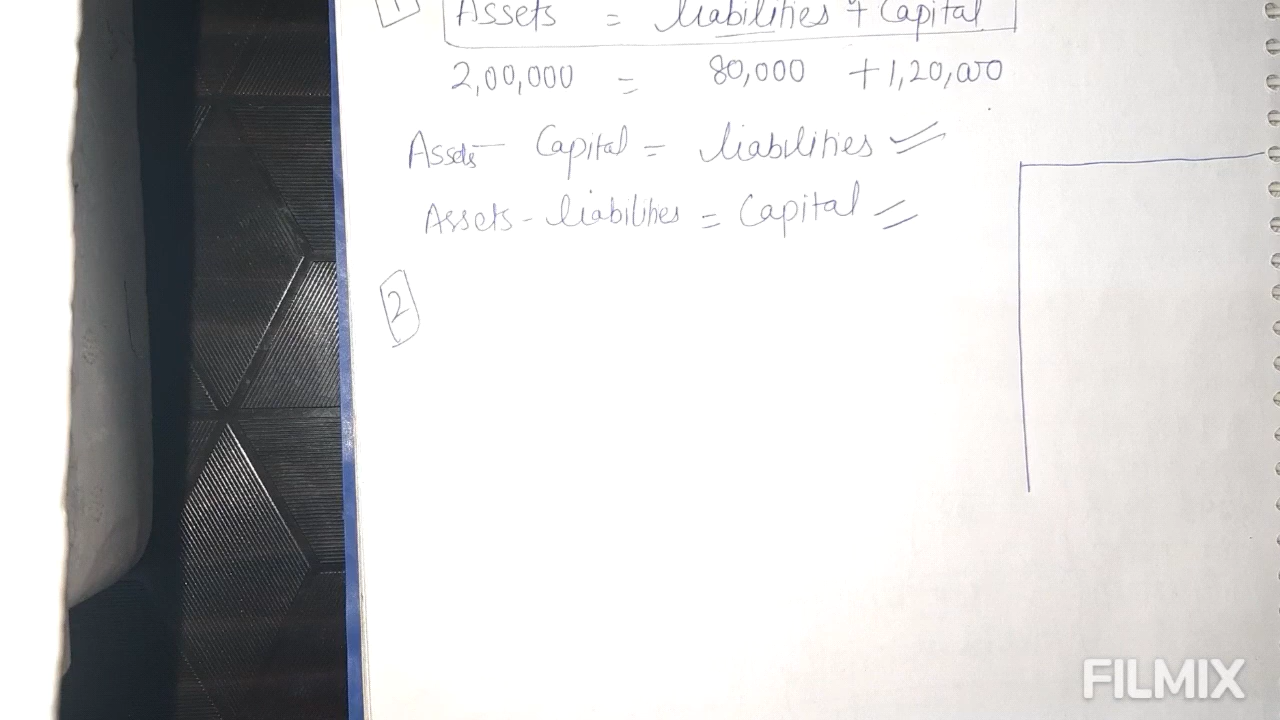 1 Assets = Liabilities + Capital
2,00,000 = 80,000 + 1,20,000
Assets - Capital = Liabilities
Assets - Liabilities = Capital
2
FILMIX